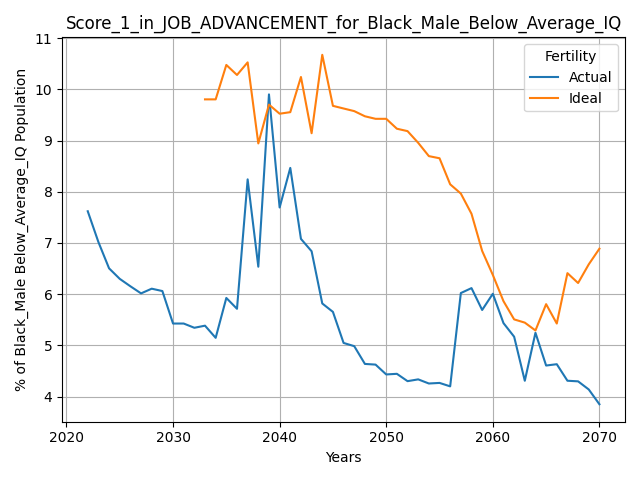 Score_1_in_JOB_ADVANCEMENT_for_Black_Male_Below_Average_IQ
% of Black_Male Below_Average_IQ Population
11
10
9
8
7
6
5
4
Fertility
Actual
Ideal
2020 2030 2040 2050 2060 2070
Years